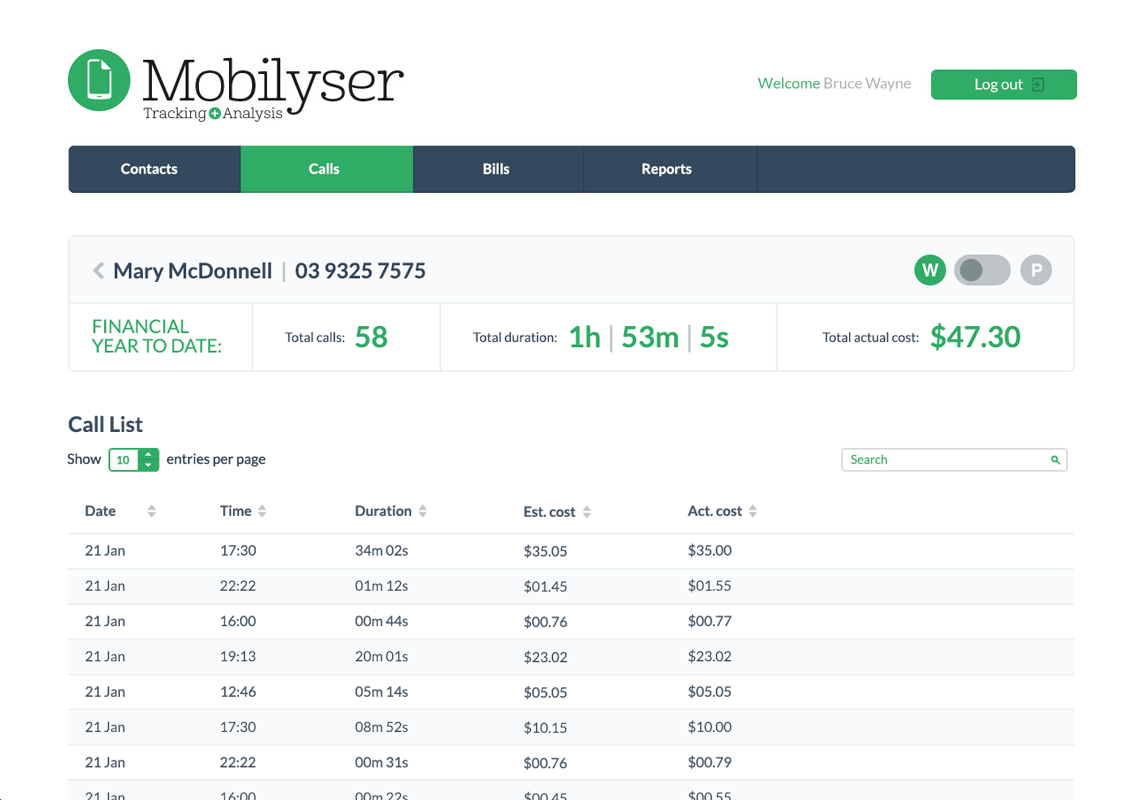 Mobilyser
Tracking+Analysis
Welcome Bruce Wayne
Log out
Contacts Calls Bills Reports
Mary McDonnell | 03 9325 7575
W P
FINANCIAL
YEAR TO DATE:
Total calls: 58
Total duration: 1h | 53m | 5s
Total actual cost: $47.30
Call List
Show 10 entries per page
Search
Date Time Duration Est. cost Act. cost
21 Jan 17:30 34m 02s $35.05 $35.00
21 Jan 22:22 01m 12s $01.45 $01.55
21 Jan 16:00 00m 44s $00.76 $00.77
21 Jan 19:13 20m 01s $23.02 $23.02
21 Jan 12:46 05m 14s $05.05 $05.05
21 Jan 17:30 08m 52s $10.15 $10.00
21 Jan 22:22 00m 31s $00.76 $00.79
21 Jan 16:00 00m 22s $00.45 $00.55